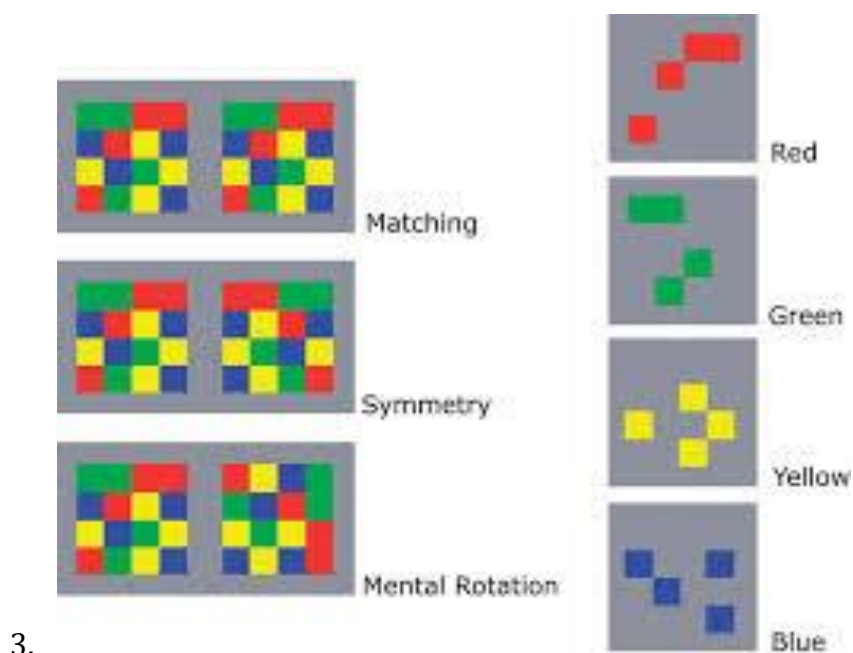 Matching
Symmetry
Mental Rotation
Red
Green
Yellow
Blue
3.